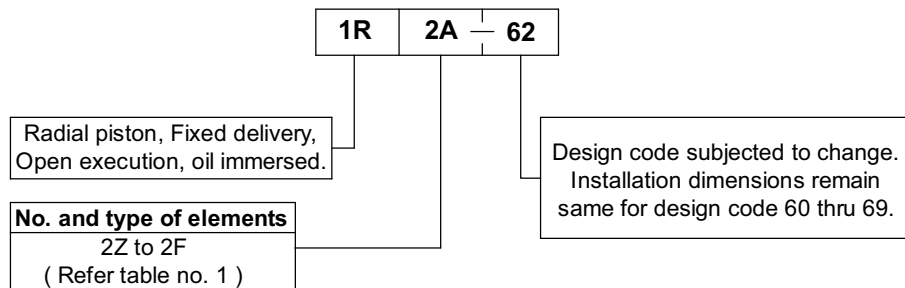 1R 2A — 62
Radial piston, Fixed delivery,
Open execution, oil immersed.
Design code subjected to change.
Installation dimensions remain
same for design code 60 thru 69.
No. and type of elements
2Z to 2F
( Refer table no. 1 )